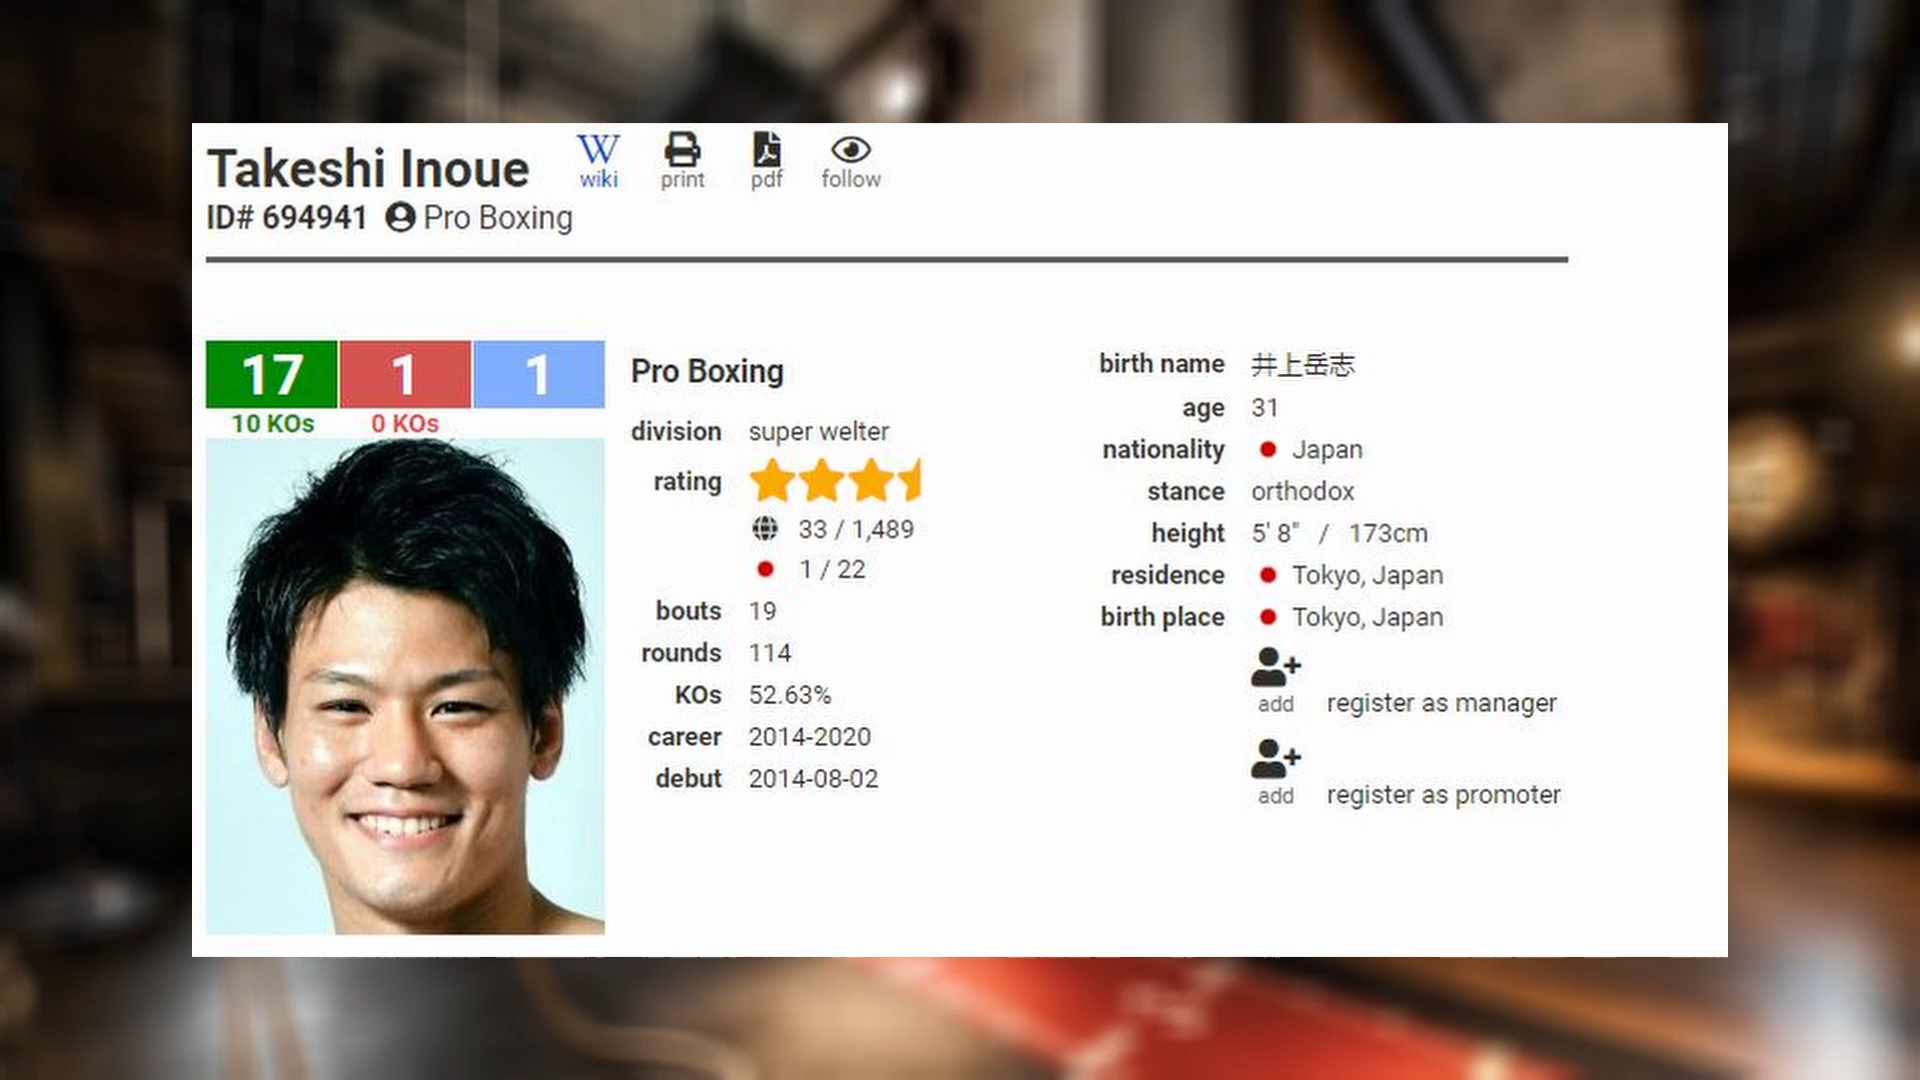 Takeshi Inoue
W
wiki
print
pdf
follow
ID# 694941 Pro Boxing
17
1
1
10 KOs
0 KOs
Pro Boxing
division super welter
rating
33 / 1,489
1 / 22
bouts 19
rounds 114
KOs 52.63%
career 2014-2020
debut 2014-08-02
birth name 井上岳志
age 31
nationality Japan
stance orthodox
height 5' 8" / 173cm
residence Tokyo, Japan
birth place Tokyo, Japan
add register as manager
add register as promoter